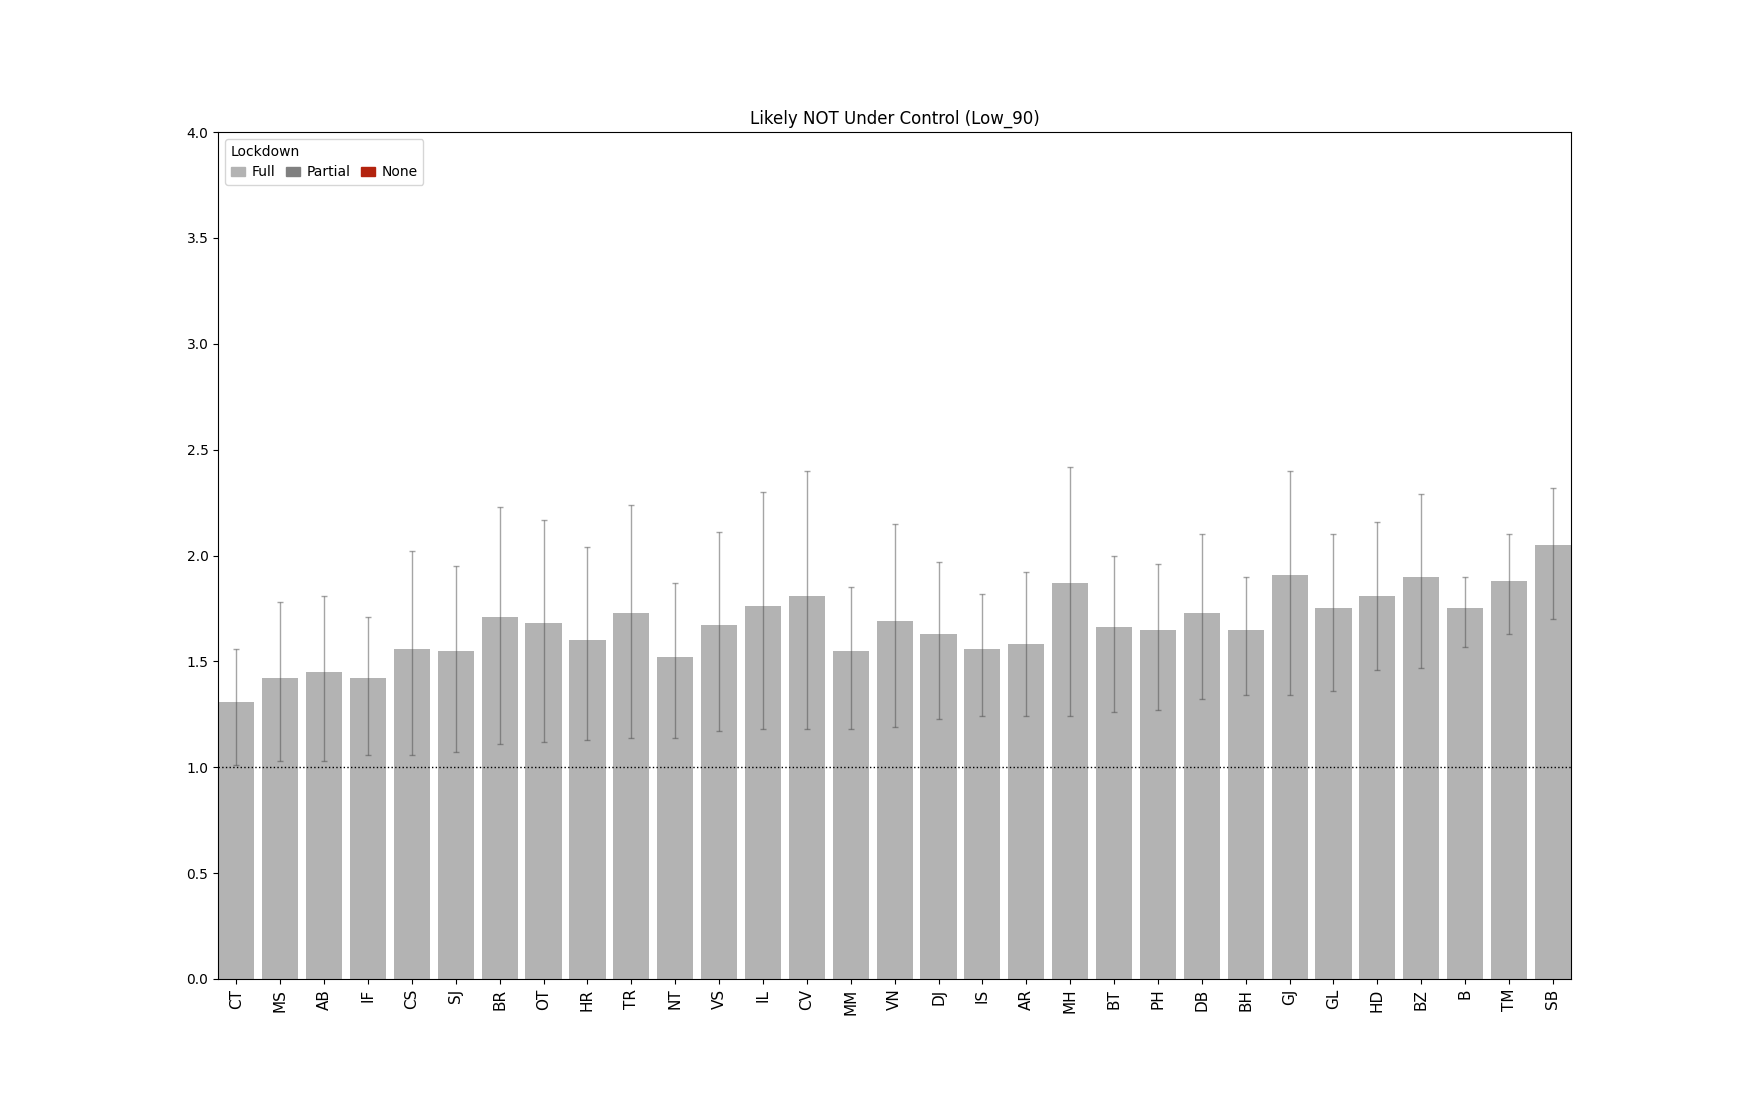 Likely NOT Under Control (Low_90)
4.0
Lockdown
Full Partial None
3.5
3.0
2.5
2.0
1.5
1.0
0.5
0.0
CT MS AB IF CS SJ BR OT HR TR NT VS IL CV MM VN DJ IS AR MH BT PH DB BH GJ GL HD BZ B TM SB